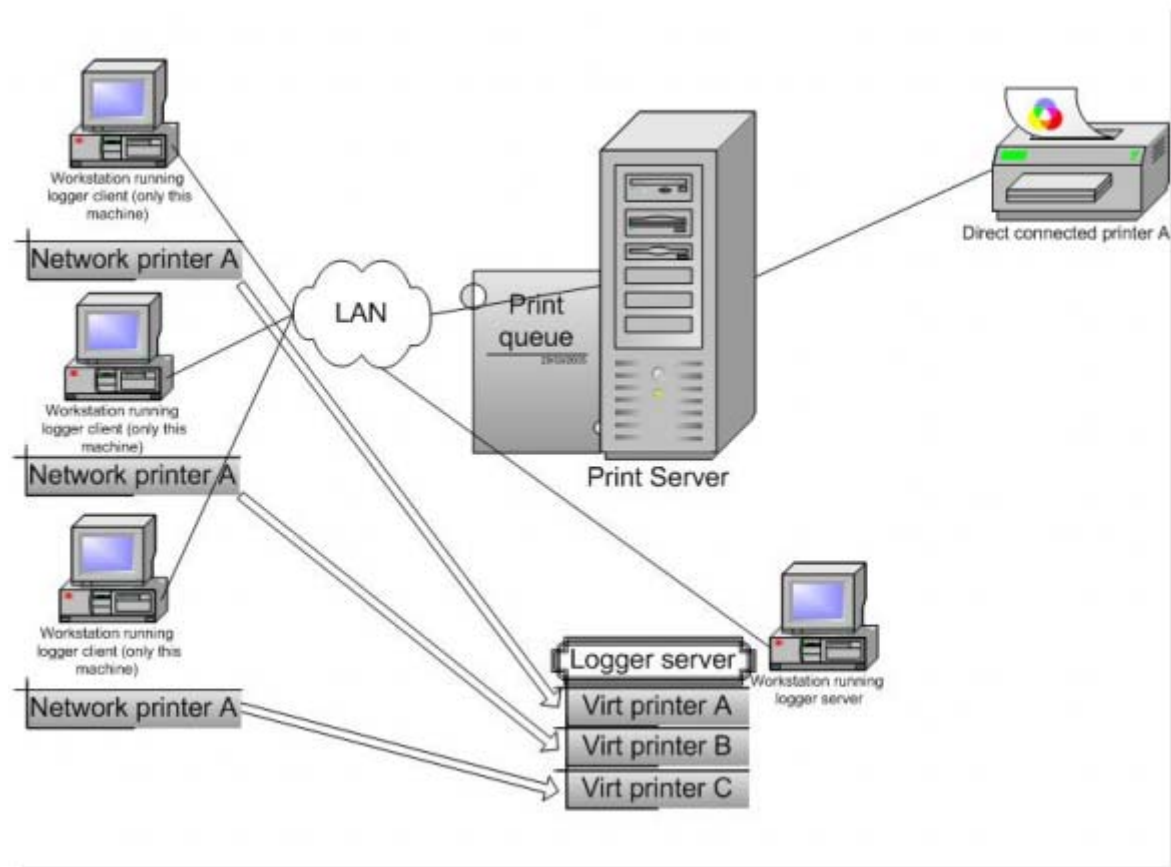 Workstation running
logger client (only this
machine)
Network printer A
Workstation running
logger client (only this
machine)
Network printer A
Workstation running
logger client (only this
machine)
Network printer A
LAN
Print
queue
Print Server
Direct connected printer A
Logger server
Virt printer A
Virt printer B
Virt printer C
Workstation running
logger server